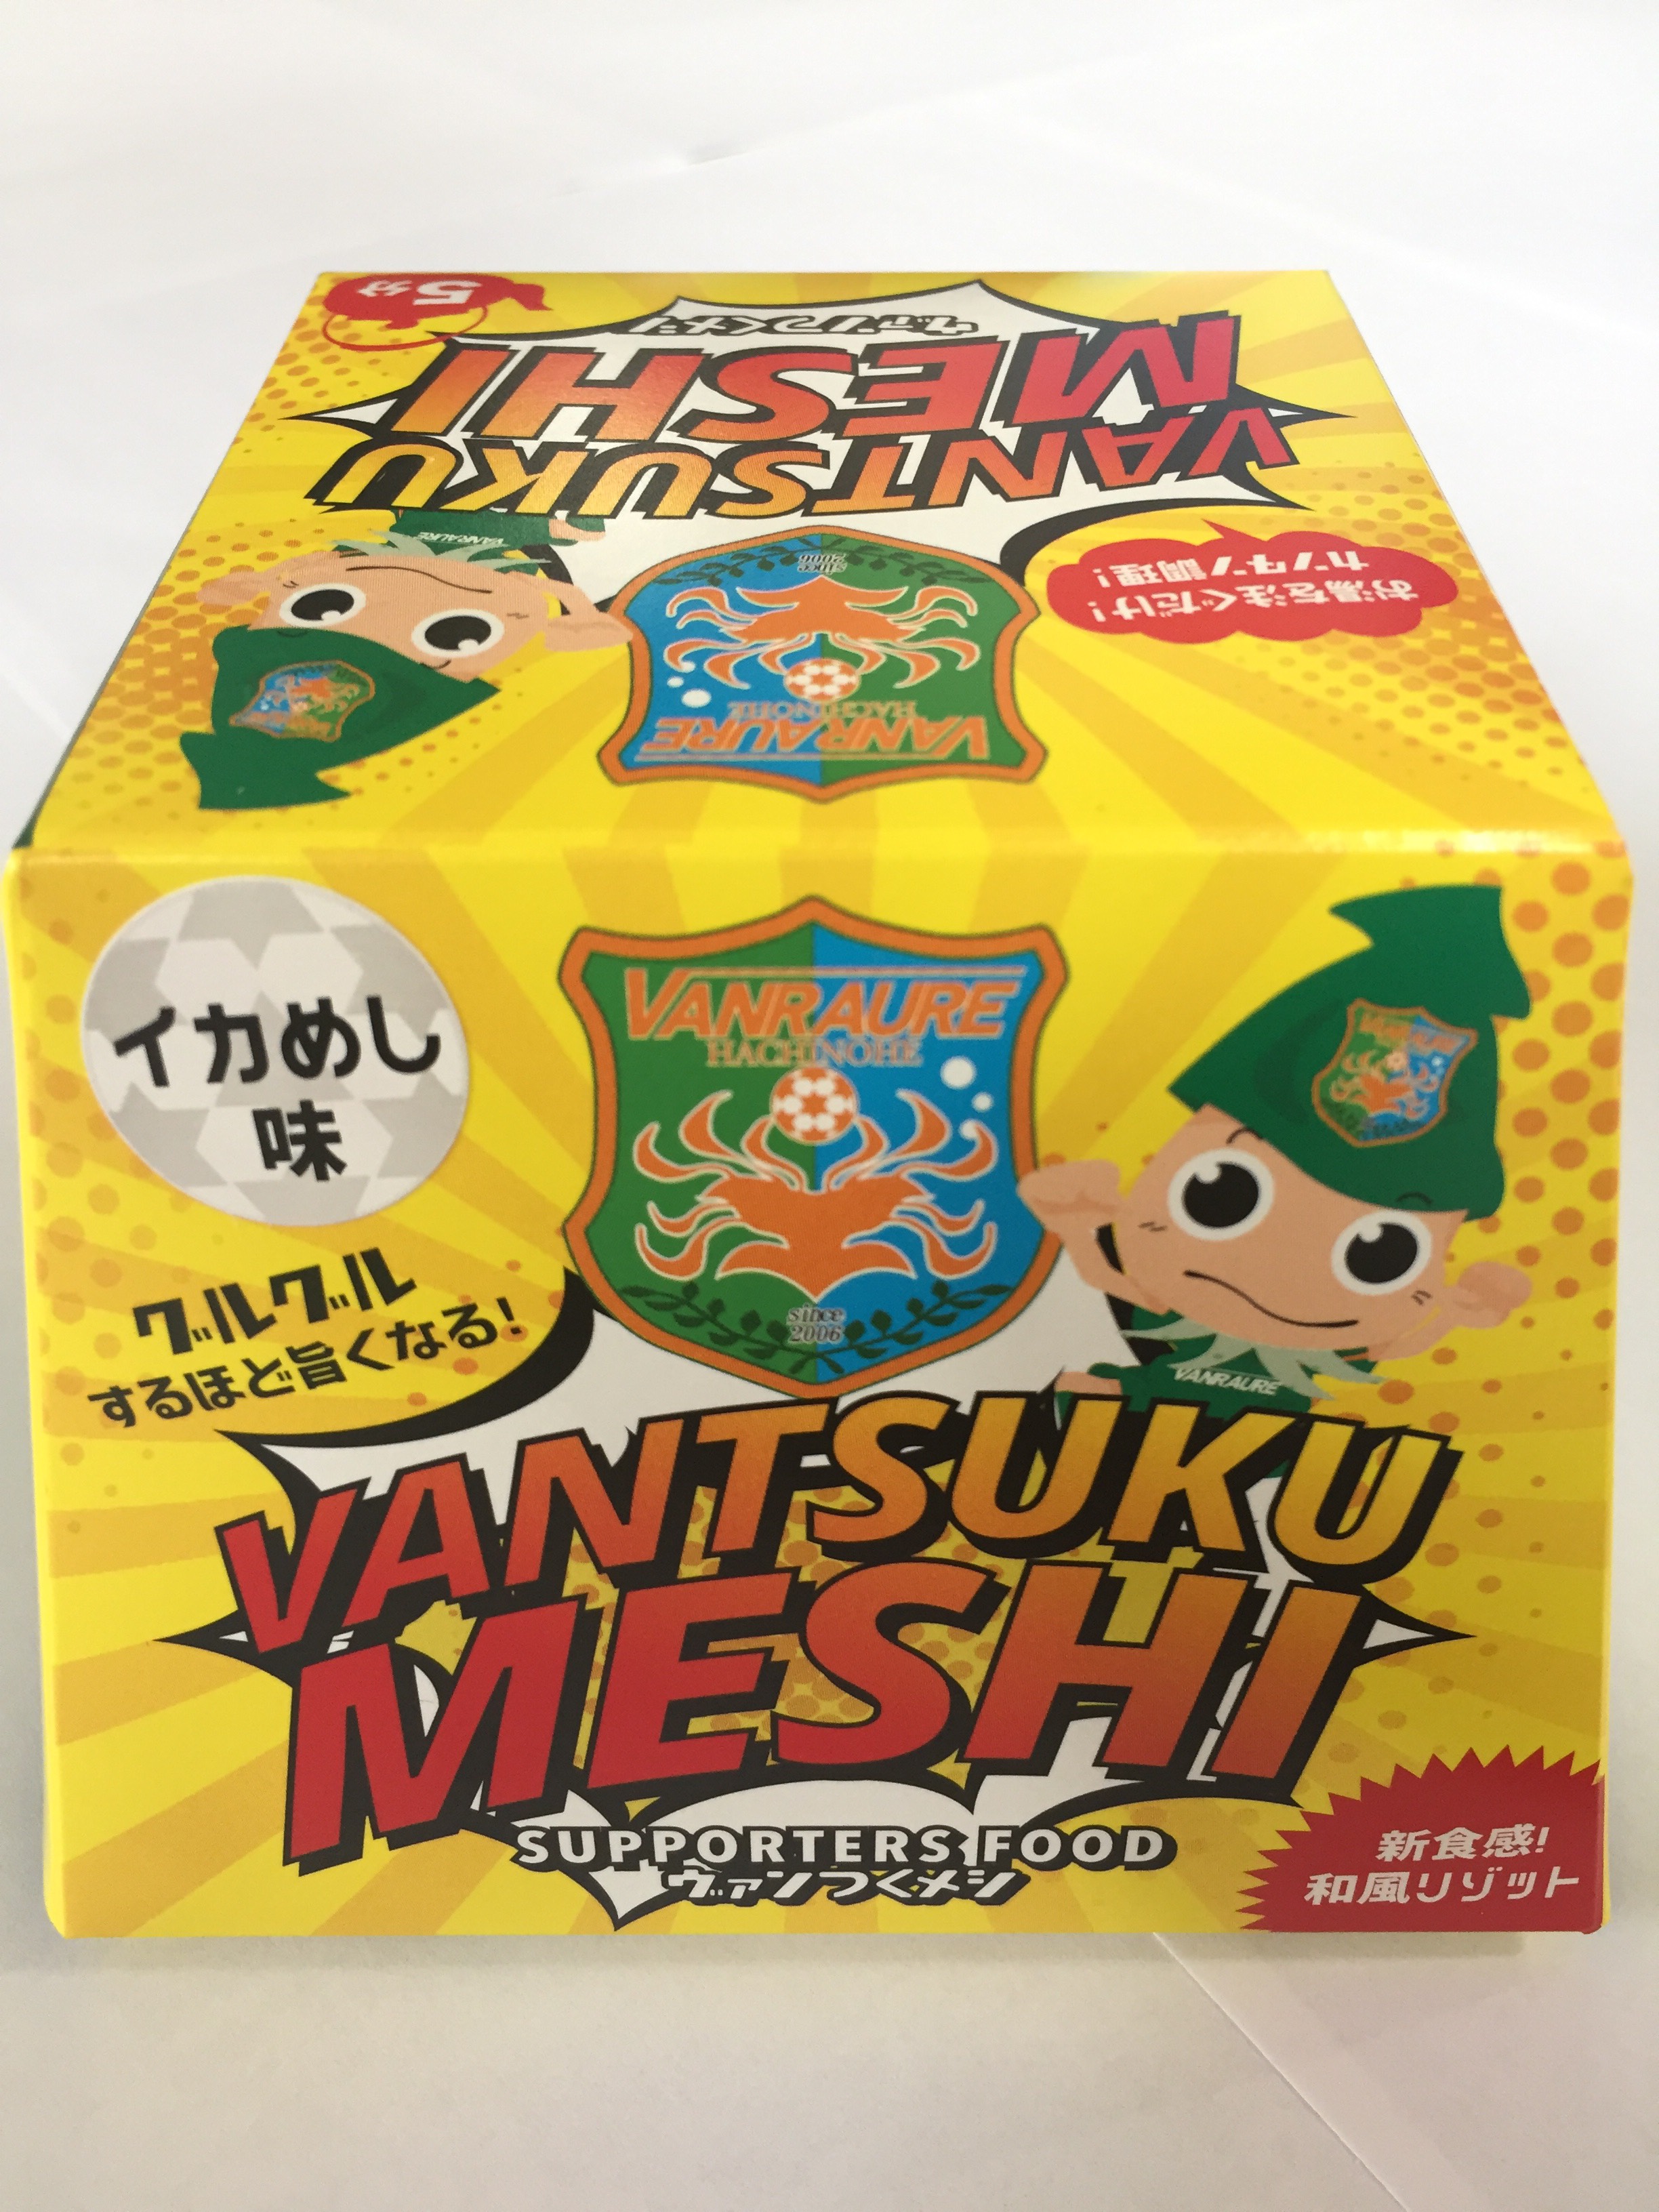 5分
ヴァンつくメシ
VANTSUKU
MESHI
お湯を注ぐだけ!
カンタン調理!
VANRAURE
VANRAURE
HACHINOHE
since
2006
イカめし
味
グルグル
するほど旨くなる!
VANRAURE
HACHINOHE
since
2006
VANRAURE
VANRAURE
VANTSUKU
MESHI
SUPPORTERS FOOD
ヴァンつくメシ
新食感!
和風リゾット